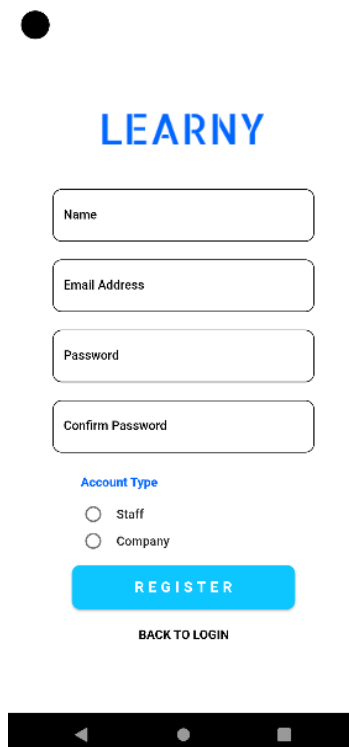 LEARNY
Name
Email Address
Password
Confirm Password
Account Type
Staff
Company
REGISTER
BACK TO LOGIN